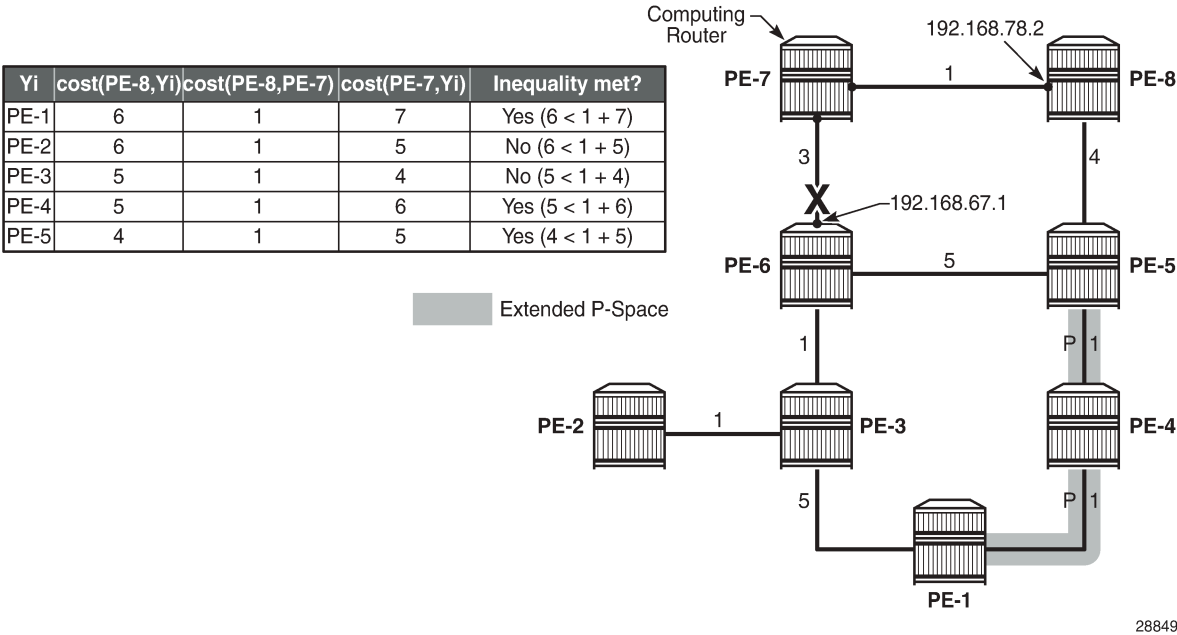 Computing
Router
192.168.78.2
PE-7
1
PE-8
Yi cost(PE-8,Yi) cost(PE-8,PE-7) cost(PE-7,Yi) Inequality met?
PE-1 6 1 7 Yes (6 < 1 + 7)
PE-2 6 1 5 No (6 < 1 + 5)
PE-3 5 1 4 No (5 < 1 + 4)
PE-4 5 1 6 Yes (5 < 1 + 6)
PE-5 4 1 5 Yes (4 < 1 + 5)
3
4
X
192.168.67.1
PE-6
5
PE-5
Extended P-Space
1
P 1
PE-2
1
PE-3
PE-4
5
P 1
PE-1
28849